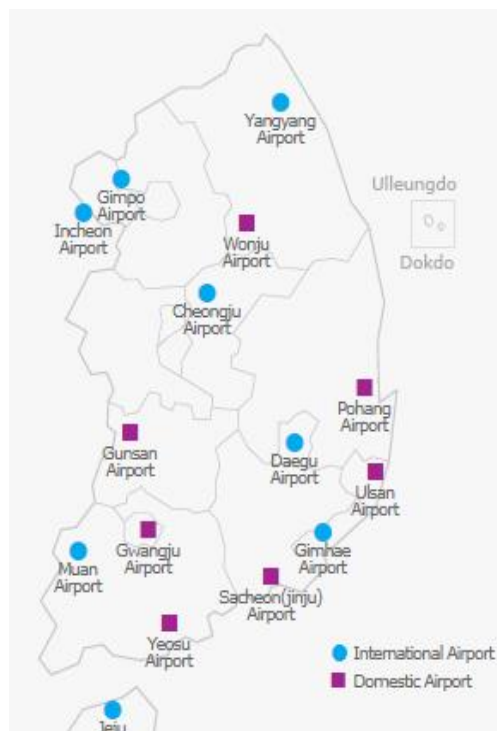 Yangyang
Airport
Gimpo
Airport
Incheon
Airport
Ulleungdo
Dokdo
Wonju
Airport
Cheongju
Airport
Pohang
Airport
Gunsan
Airport
Daegu
Airport
Ulsan
Airport
Gwangju
Airport
Gimhae
Airport
Muan
Airport
Sacheon(jinju)
Airport
Yeosu
Airport
International Airport
Domestic Airport
Jeju